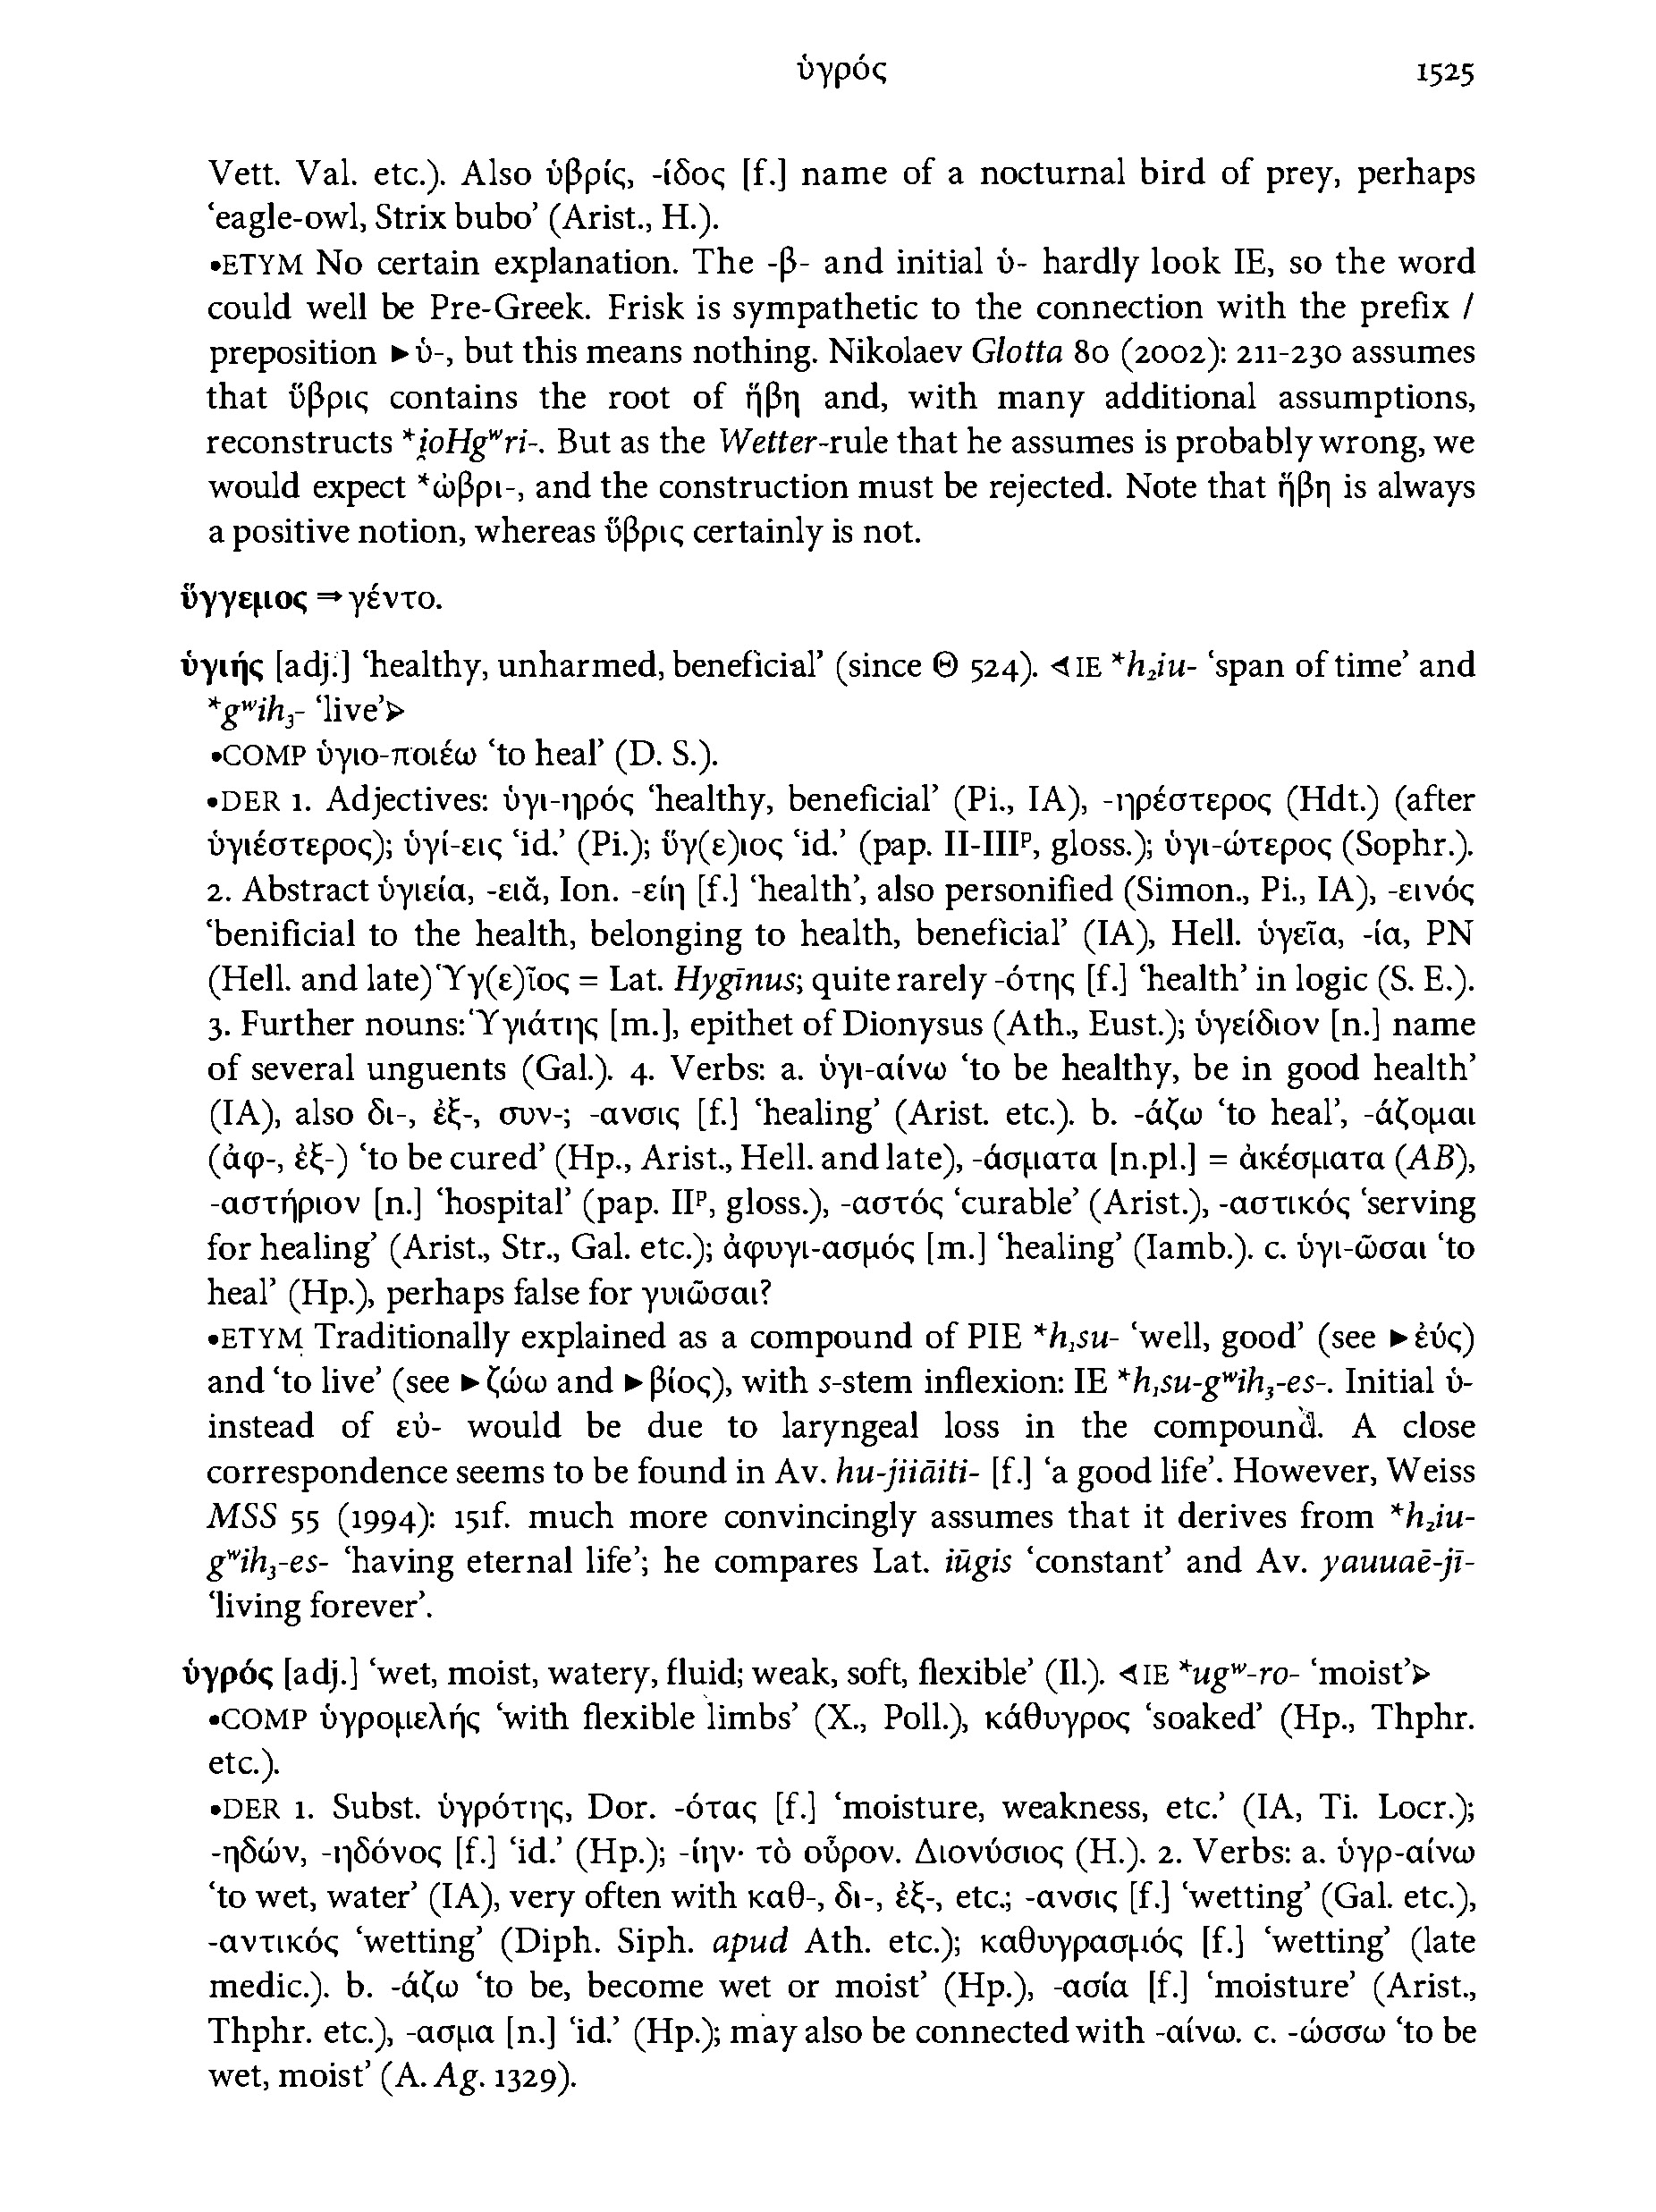 ὑγρός 1525
Vett. Val. etc.). Also ὑβρίς, -ίδος [f.] name of a nocturnal bird of prey, perhaps
‘eagle-owl, Strix bubo’ (Arist., H.).
•ETYM No certain explanation. The -β- and initial ὑ- hardly look IE, so the word
could well be Pre-Greek. Frisk is sympathetic to the connection with the prefix /
preposition ►ὑ-, but this means nothing. Nikolaev Glotta 80 (2002): 211-230 assumes
that ὕβρις contains the root of ἥβη and, with many additional assumptions,
reconstructs *i̯oHgʷri-. But as the Wetter-rule that he assumes is probably wrong, we
would expect *ὡβρι-, and the construction must be rejected. Note that ἥβη is always
a positive notion, whereas ὕβρις certainly is not.
ὕγγεμος ⇒ γέντο.
ὑγιής [adj.] ‘healthy, unharmed, beneficial’ (since Θ 524). ◁IE *h₂iu- ‘span of time’ and
*gʷih₃- ‘live’▷
•COMP ὑγιο-ποιέω ‘to heal’ (D. S.).
•DER 1. Adjectives: ὑγι-ηρός ‘healthy, beneficial’ (Pi., IA), -ηρέστερος (Hdt.) (after
ὑγιέστερος); ὑγί-εις ‘id.’ (Pi.); ὕγ(ε)ιος ‘id.’ (pap. II-IIIᵖ, gloss.); ὑγι-ώτερος (Sophr.).
2. Abstract ὑγιεία, -ειᾰ, Ion. -είη [f.] ‘health’, also personified (Simon., Pi., IA), -εινός
‘benificial to the health, belonging to health, beneficial’ (IA), Hell. ὑγεῖα, -ία, PN
(Hell. and late) Ὑγ(ε)ῖος = Lat. Hygīnus; quite rarely -ότης [f.] ‘health’ in logic (S. E.).
3. Further nouns: Ὑγιάτης [m.], epithet of Dionysus (Ath., Eust.); ὑγείδιον [n.] name
of several unguents (Gal.). 4. Verbs: a. ὑγι-αίνω ‘to be healthy, be in good health’
(IA), also δι-, ἐξ-, συν-; -ανσις [f.] ‘healing’ (Arist. etc.). b. -άζω ‘to heal’, -άζομαι
(ἀφ-, ἐξ-) ‘to be cured’ (Hp., Arist., Hell. and late), -άσματα [n.pl.] = ἀκέσματα (AB),
-αστήριον [n.] ‘hospital’ (pap. IIᵖ, gloss.), -αστός ‘curable’ (Arist.), -αστικός ‘serving
for healing’ (Arist., Str., Gal. etc.); ἀφυγι-ασμός [m.] ‘healing’ (Iamb.). c. ὑγι-ῶσαι ‘to
heal’ (Hp.), perhaps false for γυιῶσαι?
•ETYM Traditionally explained as a compound of PIE *h₁su- ‘well, good’ (see ►ἐύς)
and ‘to live’ (see ►ζώω and ►βίος), with s-stem inflexion: IE *h₁su-gʷih₃-es-. Initial ὑ-
instead of εὐ- would be due to laryngeal loss in the compound. A close
correspondence seems to be found in Av. hu-jiiāiti- [f.] ‘a good life’. However, Weiss
MSS 55 (1994): 151f. much more convincingly assumes that it derives from *h₂iu-
gʷih₃-es- ‘having eternal life’; he compares Lat. iūgis ‘constant’ and Av. yauuaē-jī-
‘living forever’.
ὑγρός [adj.] ‘wet, moist, watery, fluid; weak, soft, flexible’ (Il.). ◁IE *ugʷ-ro- ‘moist’▷
•COMP ὑγρομελής ‘with flexible limbs’ (X., Poll.), κάθυγρος ‘soaked’ (Hp., Thphr.
etc.).
•DER 1. Subst. ὑγρότης, Dor. -ότας [f.] ‘moisture, weakness, etc.’ (IA, Ti. Locr.);
-ηδών, -ηδόνος [f.] ‘id.’ (Hp.); -ίην· τὸ οὖρον. Διονύσιος (H.). 2. Verbs: a. ὑγρ-αίνω
‘to wet, water’ (IA), very often with καθ-, δι-, ἐξ-, etc.; -ανσις [f.] ‘wetting’ (Gal. etc.),
-αντικός ‘wetting’ (Diph. Siph. apud Ath. etc.); καθυγρασμός [f.] ‘wetting’ (late
medic.). b. -άζω ‘to be, become wet or moist’ (Hp.), -ασία [f.] ‘moisture’ (Arist.,
Thphr. etc.), -ασμα [n.] ‘id.’ (Hp.); may also be connected with -αίνω. c. -ώσσω ‘to be
wet, moist’ (A. Ag. 1329).